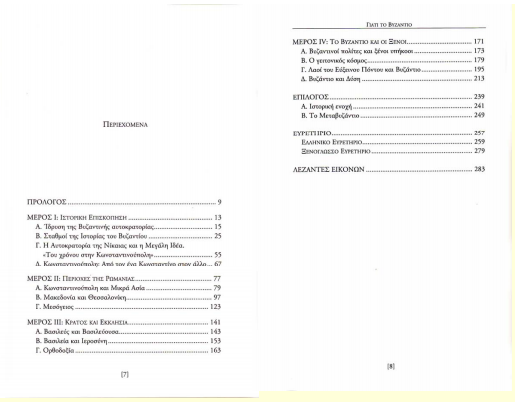 ΠΕΡΙΕΧΟΜΕΝΑ
ΠΡΟΛΟΓΟΣ 9
ΜΕΡΟΣ Ι: ΙΣΤΟΡΙΚΗ ΕΠΙΣΚΟΠΗΣΗ 13
Α. Ίδρυση της Βυζαντινής αυτοκρατορίας 15
Β. Σταθμοί της Ιστορίας του Βυζαντίου 25
Γ. Η Αυτοκρατορία της Νίκαιας και η Μεγάλη Ιδέα.
«Του χρόνου στην Κωνσταντινούπολη» 55
Δ. Κωνσταντινούπολη: Από τον ένα Κωνσταντίνο στον άλλο 67
ΜΕΡΟΣ ΙΙ: ΠΕΡΙΟΧΕΣ ΤΗΣ ΡΩΜΑΝΙΑΣ 77
Α. Κωνσταντινούπολη και Μικρά Ασία 79
Β. Μακεδονία και Θεσσαλονίκη 97
Γ. Μεσόγειος 123
ΜΕΡΟΣ ΙΙΙ: ΚΡΑΤΟΣ ΚΑΙ ΕΚΚΛΗΣΙΑ 141
Α. Βασιλεύς και Βασιλεύουσα 143
Β. Βασιλεία και Ιεροσύνη 153
Γ. Ορθοδοξία 163
[7]
ΓΙΑΤΙ ΤΟ ΒΥΖΑΝΤΙΟ
ΜΕΡΟΣ IV: ΤΟ ΒΥΖΑΝΤΙΟ ΚΑΙ ΟΙ ΞΕΝΟΙ 171
Α. Βυζαντινοί πολίτες και ξένοι υπήκοοι 173
Β. Ο γειτονικός κόσμος 179
Γ. Λαοί του Εύξεινου Πόντου και Βυζάντιο 195
Δ. Βυζάντιο και Δύση 213
ΕΠΙΛΟΓΟΣ 239
Α. Ιστορική ενοχή 241
Β. Το Μεταβυζάντιο 249
ΕΥΡΕΤΗΡΙΟ 257
ΕΛΛΗΝΙΚΟ ΕΥΡΕΤΗΡΙΟ 259
ΞΕΝΟΓΛΩΣΣΟ ΕΥΡΕΤΗΡΙΟ 279
ΛΕΖΑΝΤΕΣ ΕΙΚΟΝΩΝ 283
[8]